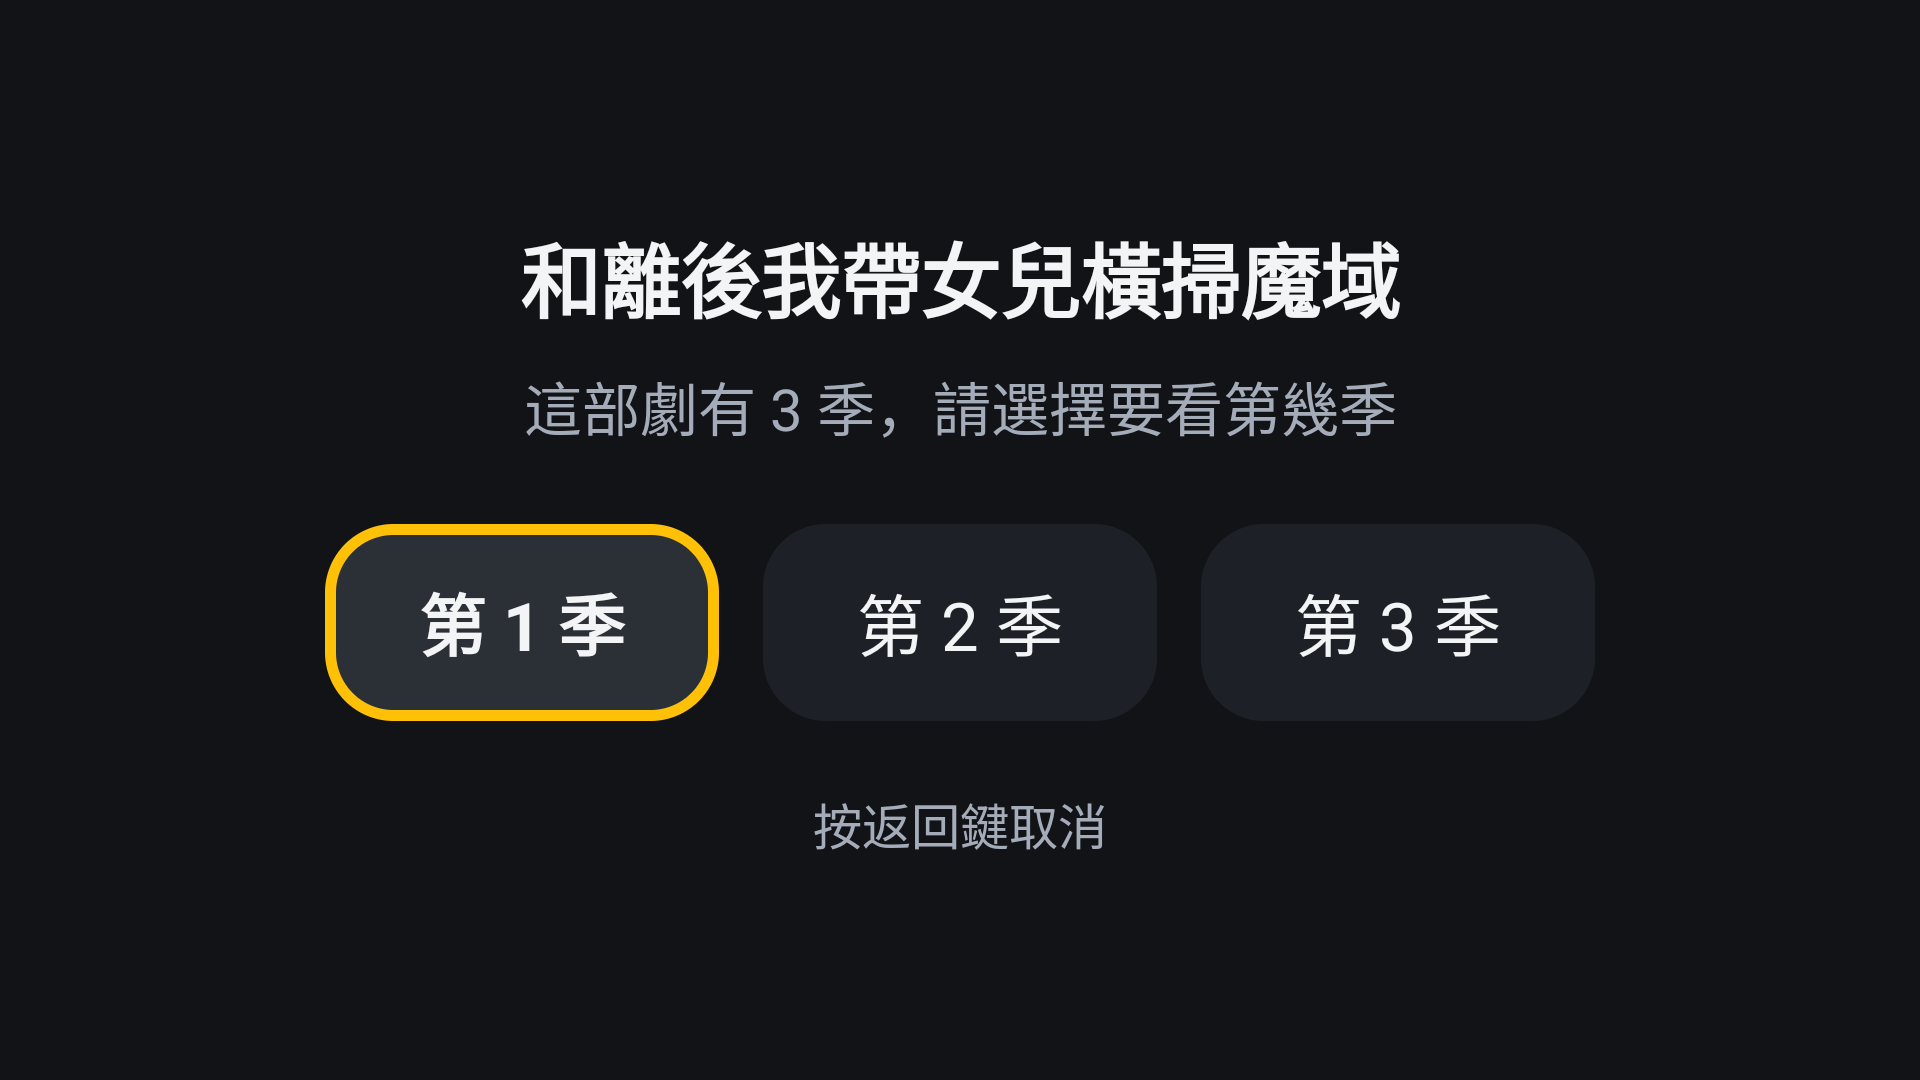 和離後我帶女兒橫掃魔域
這部劇有 3 季，請選擇要看第幾季
第 1 季
第 2 季
第 3 季
按返回鍵取消